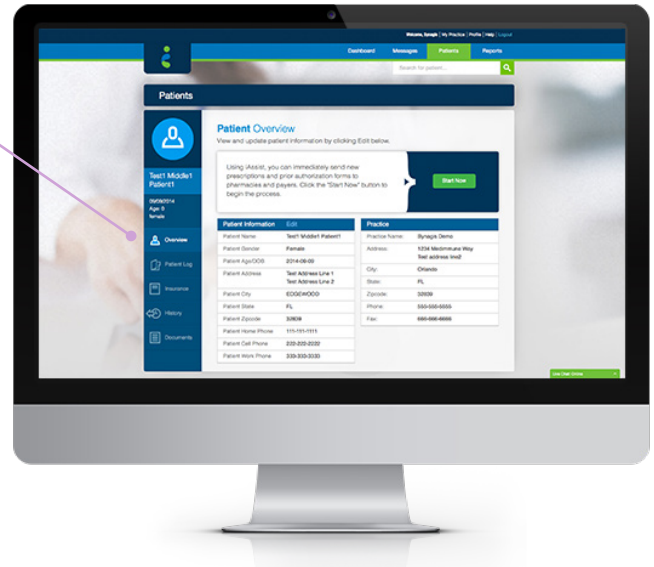 Welcome, Synagis | My Practice | Profile | Help | Logout
Dashboard Messages Patients Reports
Search for patient...
Patients
Test1 Middle1
Patient1
Age: 0
female
Overview
Patient Log
Insurance
History
Documents
Patient Overview
View and update patient information by clicking Edit below.
Using iAssist, you can immediately send new
prescriptions and prior authorization forms to
pharmacies and payers. Click the "Start Now" button to
begin the process.
Start Now
Patient Information Edit
Patient Name Test1 Middle1 Patient1
Patient Gender Female
Patient Age/DOB
Patient Address Test Address Line 1
Test Address Line 2
Patient City EDGEWOOD
Patient State FL
Patient Zipcode 32809
Patient Home Phone 111-111-1111
Patient Cell Phone 222-222-2222
Patient Work Phone 333-333-3333
Practice
Practice Name: Synagis Demo
Address: 1234 Medimmune Way
Test address line2
City: Orlando
State: FL
Zipcode: 32809
Phone: 555-555-5555
Fax: 666-666-6666
Live Chat Online